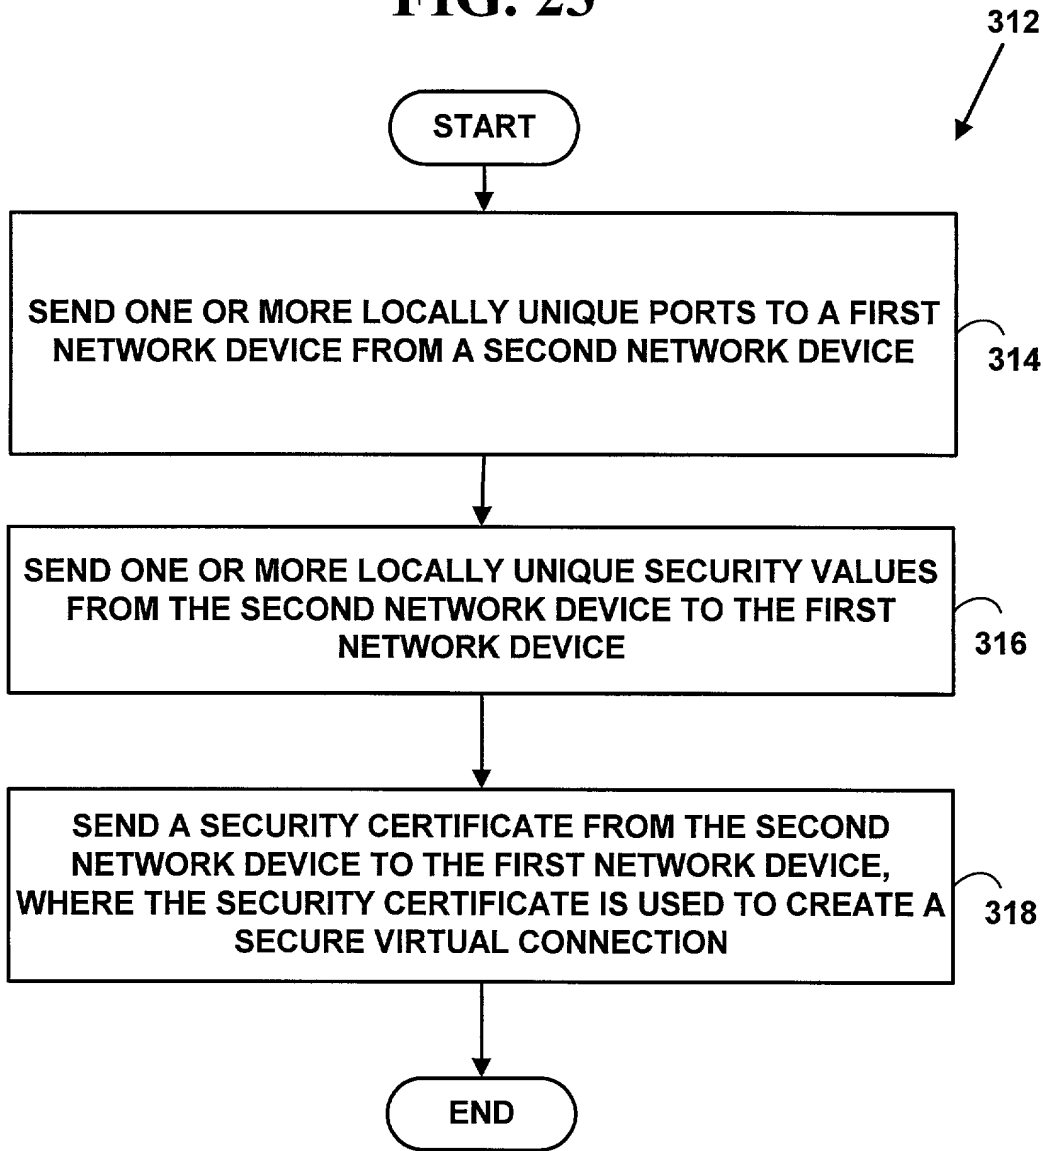 FIG. 23
312
START
SEND ONE OR MORE LOCALLY UNIQUE PORTS TO A FIRST
NETWORK DEVICE FROM A SECOND NETWORK DEVICE
314
SEND ONE OR MORE LOCALLY UNIQUE SECURITY VALUES
FROM THE SECOND NETWORK DEVICE TO THE FIRST
NETWORK DEVICE
316
SEND A SECURITY CERTIFICATE FROM THE SECOND
NETWORK DEVICE TO THE FIRST NETWORK DEVICE,
WHERE THE SECURITY CERTIFICATE IS USED TO CREATE A
SECURE VIRTUAL CONNECTION
318
END